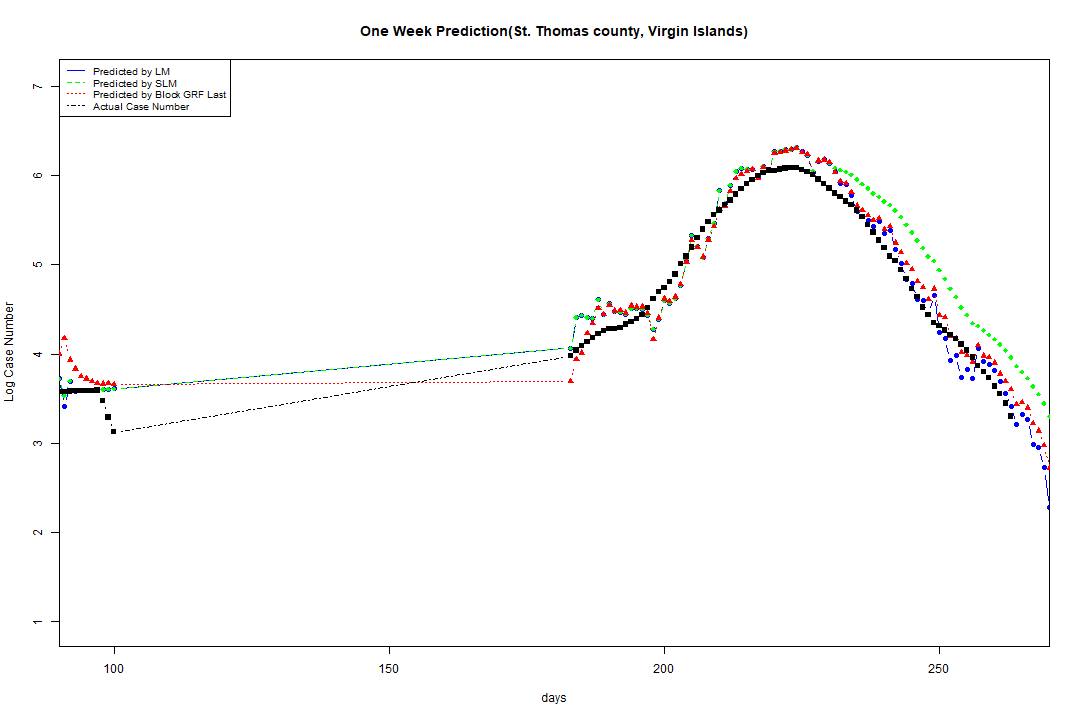 One Week Prediction(St. Thomas county, Virgin Islands)
Predicted by LM
Predicted by SLM
Predicted by Block GRF Last
Actual Case Number
7
6
5
4
3
2
1
Log Case Number
100 150 200 250
days